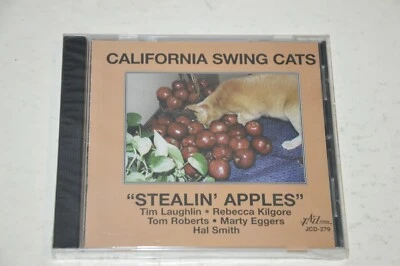 CALIFORNIA SWING CATS
“STEALIN’ APPLES”
Tim Laughlin • Rebecca Kilgore
Tom Roberts • Marty Eggers
Hal Smith
JCD-279